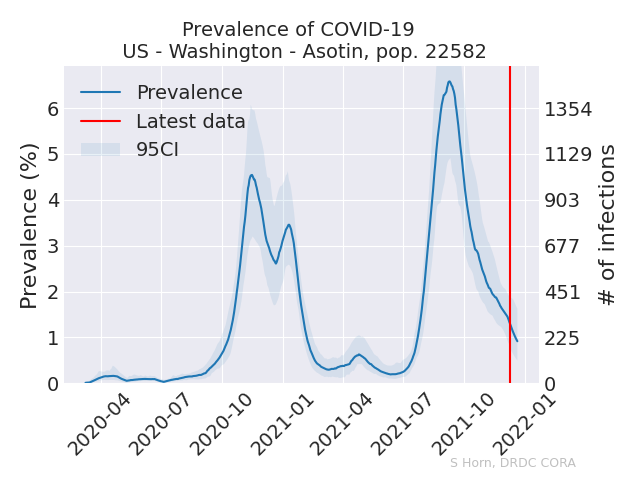 Prevalence of COVID-19
US - Washington - Asotin, pop. 22582
Prevalence
Latest data
95CI
Prevalence (%)
6
5
4
3
2
1
0
1354
1129
903
677
451
225
0
# of infections
2020-04
2020-07
2020-10
2021-01
2021-04
2021-07
2021-10
2022-01
S Horn, DRDC CORA